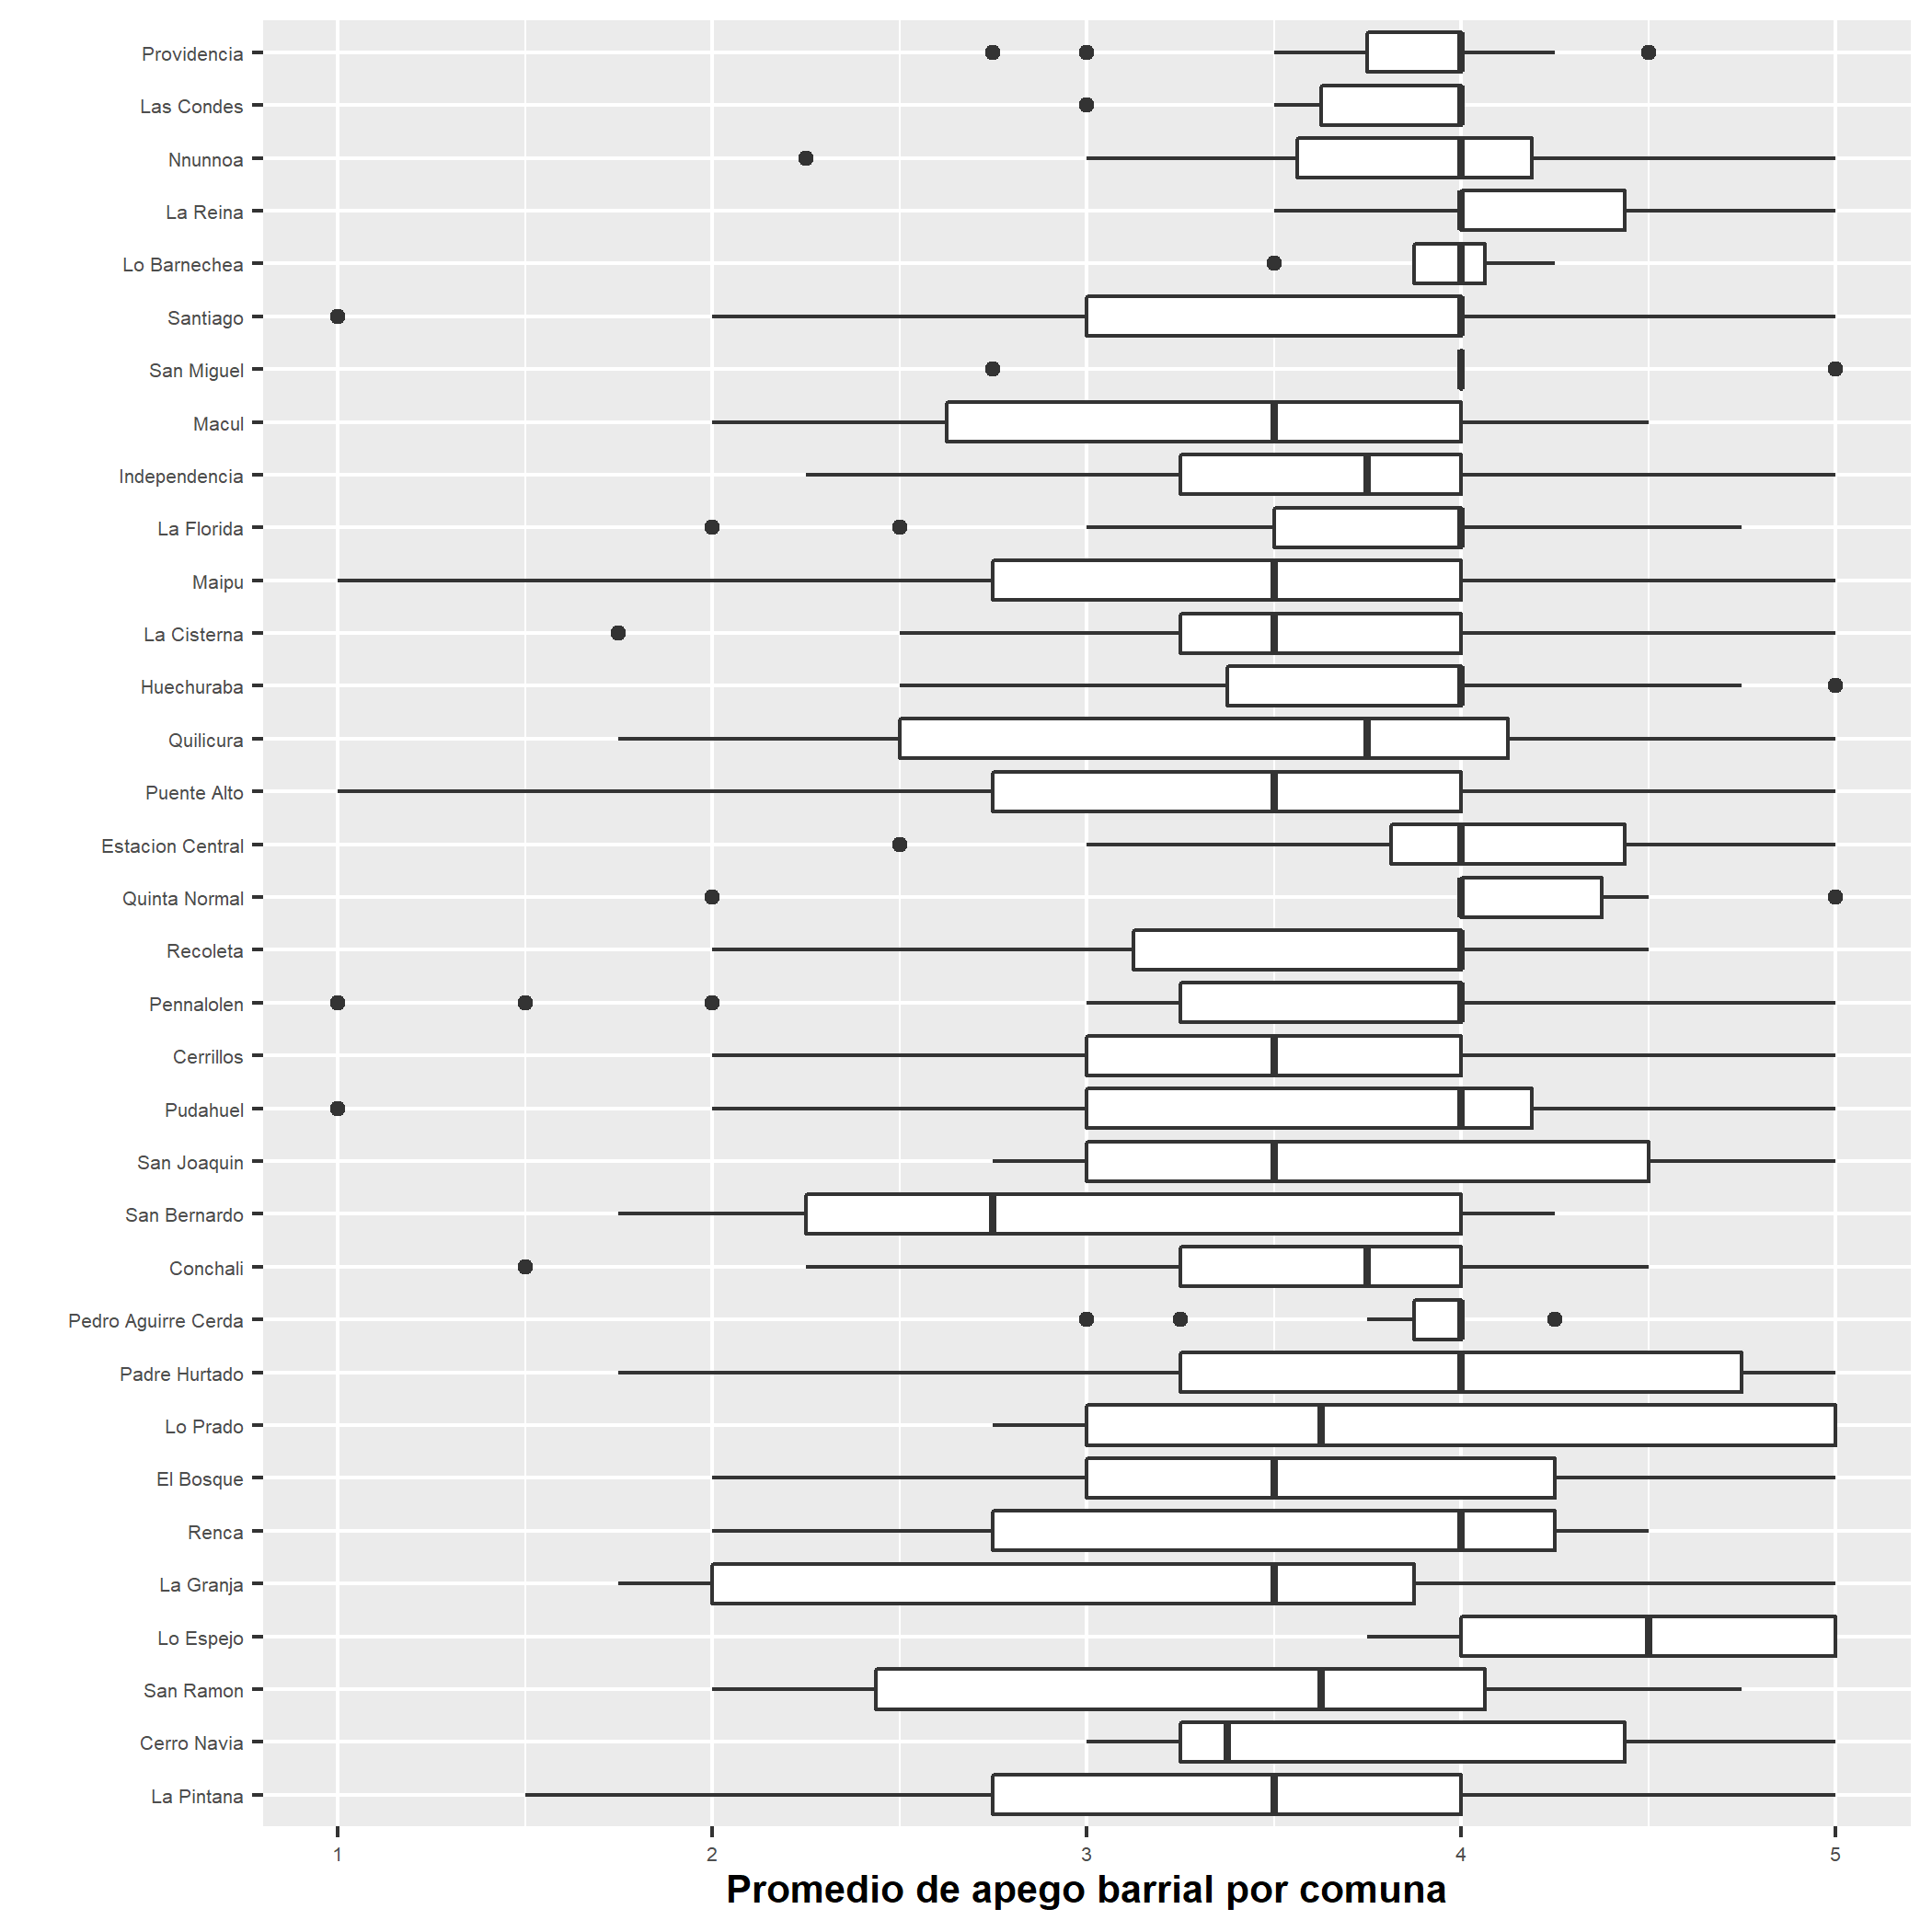 Providencia
Las Condes
Nnunnoa
La Reina
Lo Barnechea
Santiago
San Miguel
Macul
Independencia
La Florida
Maipu
La Cisterna
Huechuraba
Quilicura
Puente Alto
Estacion Central
Quinta Normal
Recoleta
Pennalolen
Cerrillos
Pudahuel
San Joaquin
San Bernardo
Conchali
Pedro Aguirre Cerda
Padre Hurtado
Lo Prado
El Bosque
Renca
La Granja
Lo Espejo
San Ramon
Cerro Navia
La Pintana
1 2 3 4 5
Promedio de apego barrial por comuna